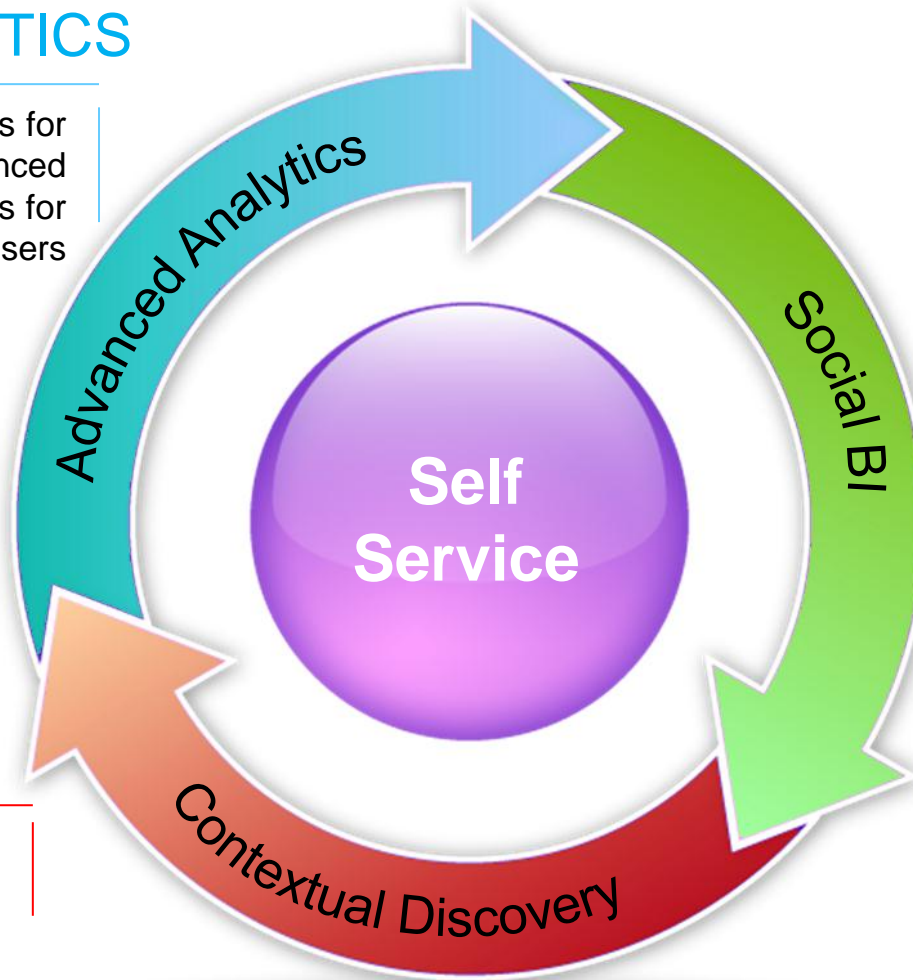 TICS
s for
nced
s for
sers
Advanced Analytics
Social BI
Self
Service
Contextual Discovery